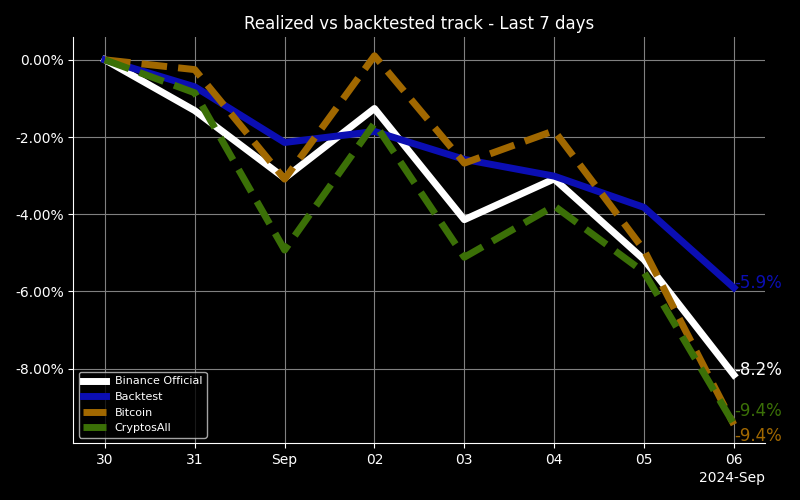 Realized vs backtested track - Last 7 days
0.00%
-2.00%
-4.00%
-6.00%
-8.00%
-5.9%
-8.2%
-9.4%
-9.4%
Binance Official
Backtest
Bitcoin
CryptosAll
30 31 Sep 02 03 04 05 06
2024-Sep